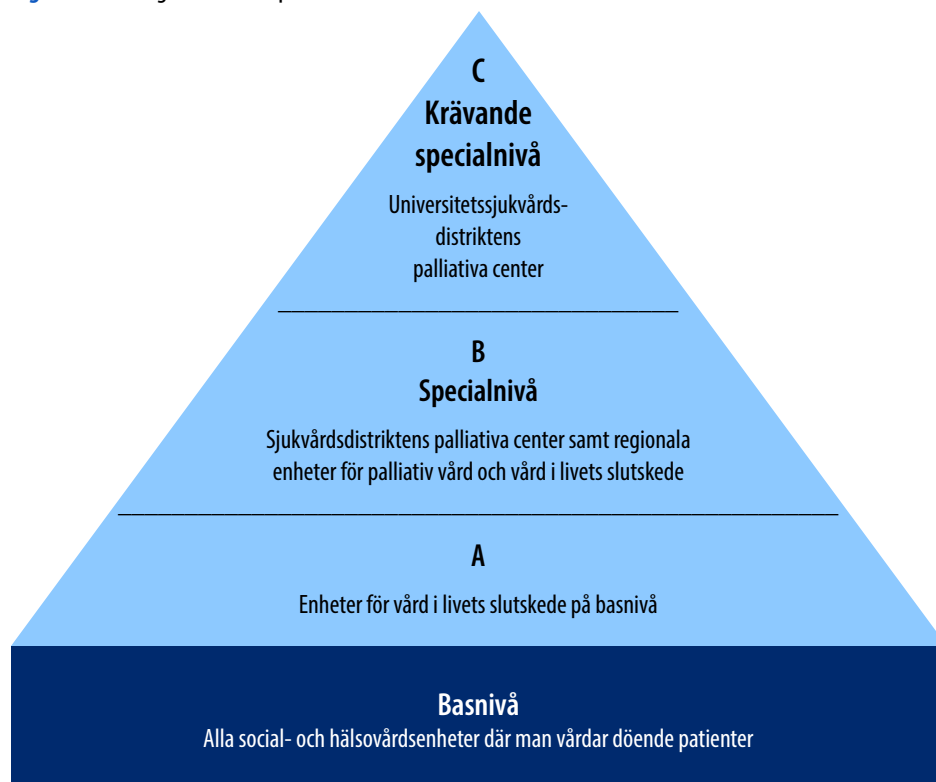 C
Krävande
specialnivå
Universitetssjukvårds-
distriktens
palliativa center
B
Specialnivå
Sjukvårdsdistriktens palliativa center samt regionala
enheter för palliativ vård och vård i livets slutskede
A
Enheter för vård i livets slutskede på basnivå
Basnivå
Alla social- och hälsovårdsenheter där man vårdar döende patienter